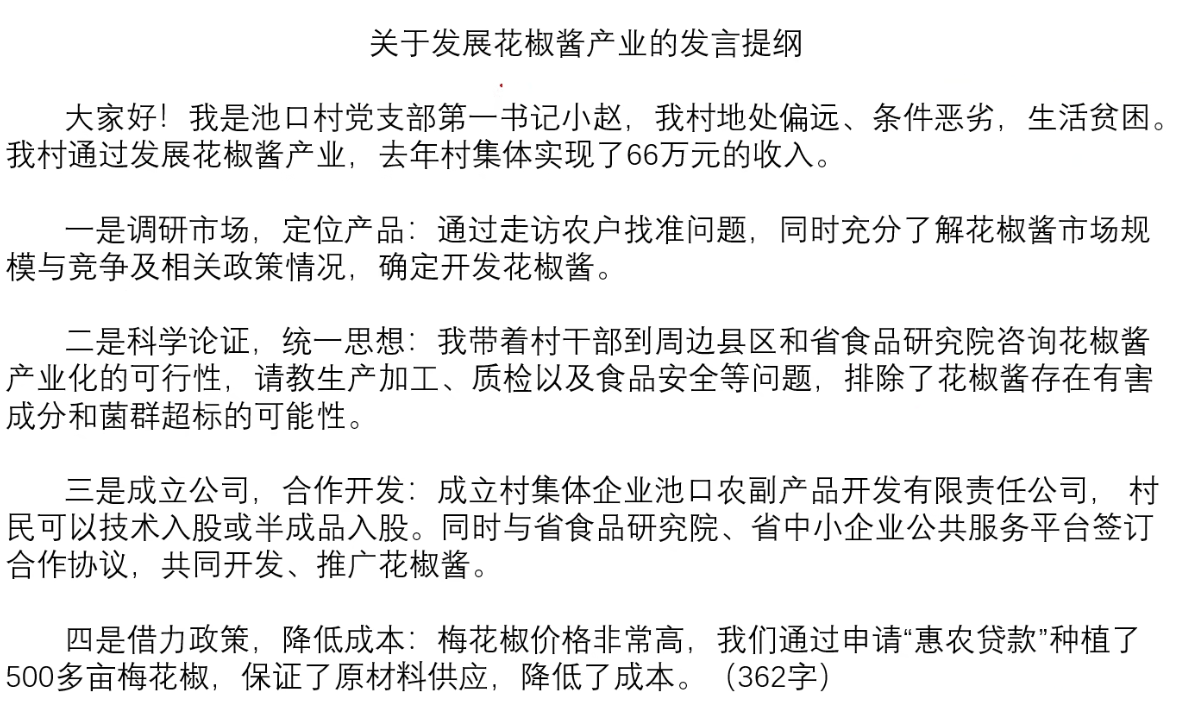 关于发展花椒酱产业的发言提纲
大家好！我是池口村党支部第一书记小赵，我村地处偏远、条件恶劣，生活贫困。
我村通过发展花椒酱产业，去年村集体实现了66万元的收入。
一是调研市场，定位产品：通过走访农户找准问题，同时充分了解花椒酱市场规
模与竞争及相关政策情况，确定开发花椒酱。
二是科学论证，统一思想：我带着村干部到周边县区和省食品研究院咨询花椒酱
产业化的可行性，请教生产加工、质检以及食品安全等问题，排除了花椒酱存在有害
成分和菌群超标的可能性。
三是成立公司，合作开发：成立村集体企业池口农副产品开发有限责任公司， 村
民可以技术入股或半成品入股。同时与省食品研究院、省中小企业公共服务平台签订
合作协议，共同开发、推广花椒酱。
四是借力政策，降低成本：梅花椒价格非常高，我们通过申请“惠农贷款”种植了
500多亩梅花椒，保证了原材料供应，降低了成本。（362字）